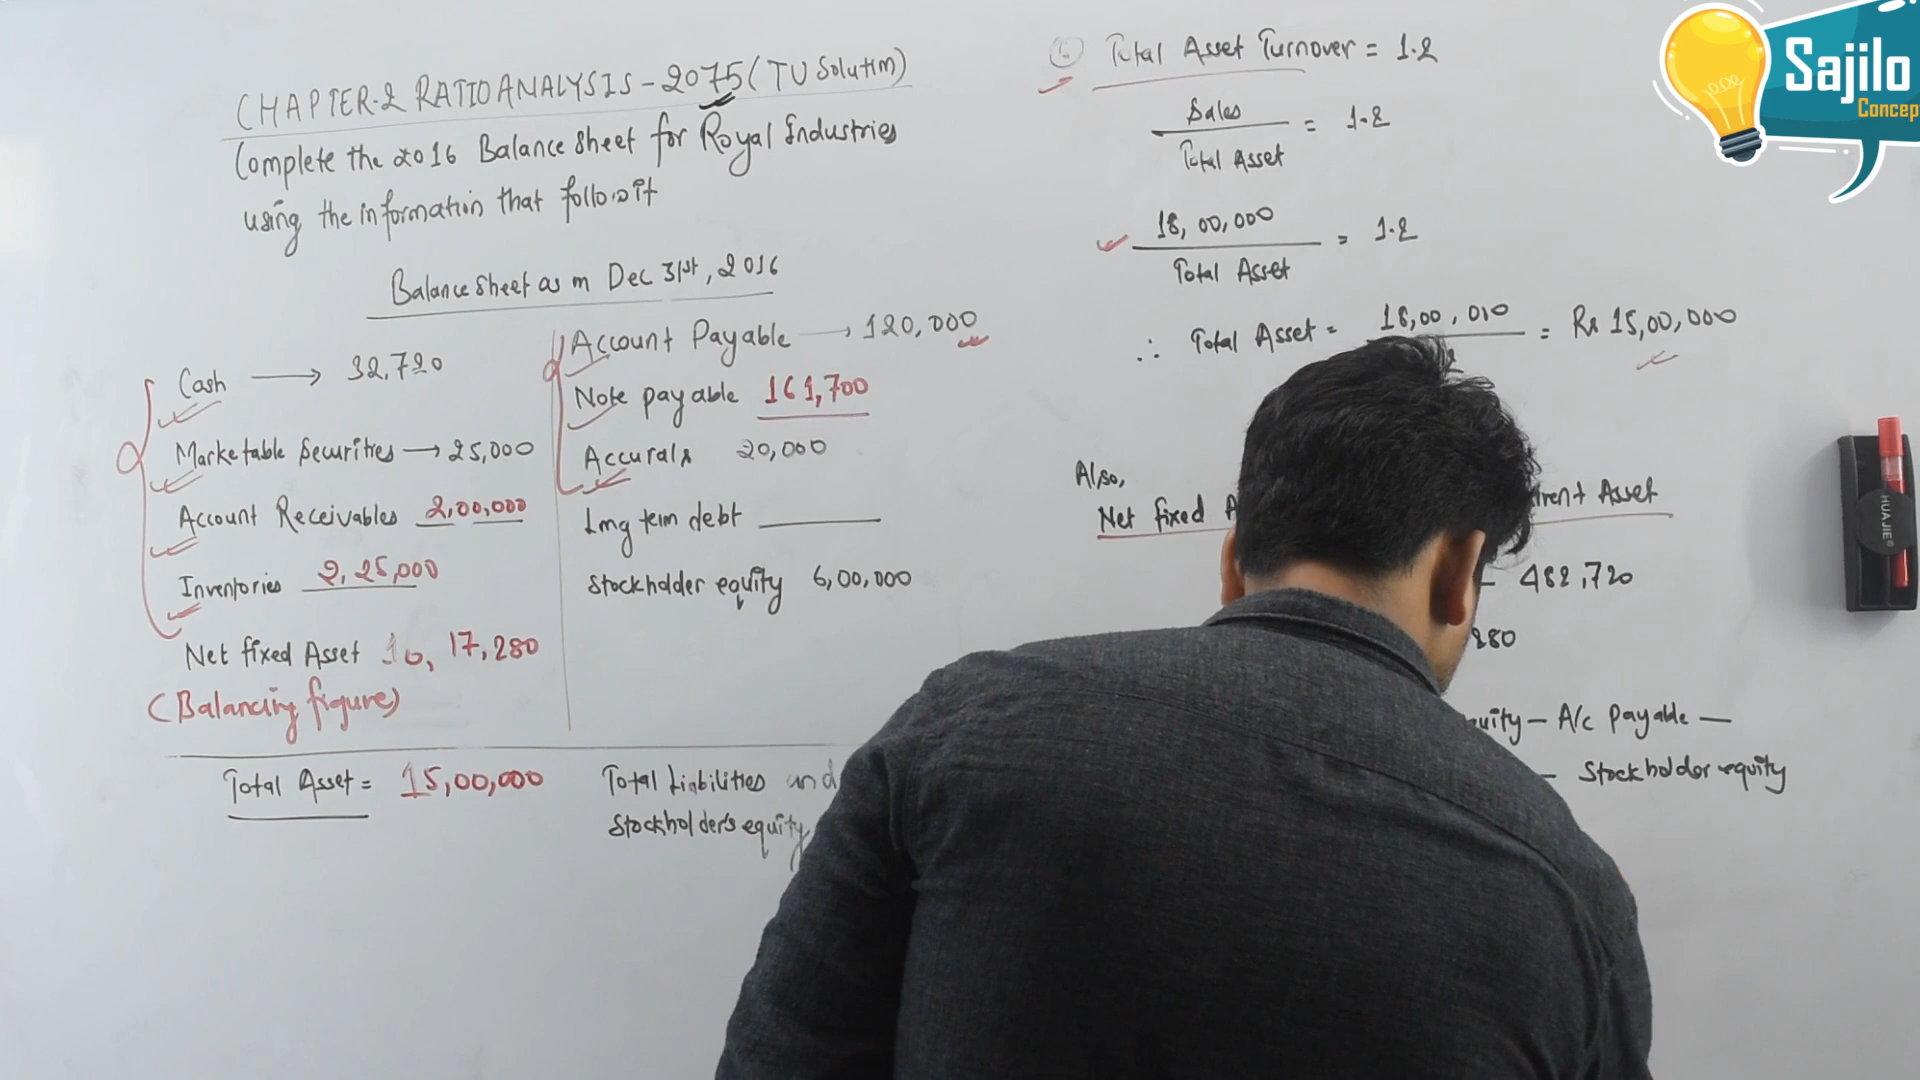 CHAPTER-2 RATIO ANALYSIS - 2075 (TU Solution)
Complete the 2016 Balance sheet for Royal Industries
using the information that follow it
Balance sheet as on Dec 31st, 2016
Cash → 32,720
Marketable Securities → 25,000
Account Receivables 2,00,000
Inventories 2,25,000
Net fixed Asset 10, 17,280
(Balancing figure)
Total Asset = 15,00,000
Account Payable → 120,000
Note payable 161,700
Accurals 20,000
Long term debt
Stockholder equity 6,00,000
Total Liabilities and
Stockholder's equity
Total Asset Turnover = 1.2
Sales
= 1.2
Total Asset
18,00,000
= 1.2
Total Asset
∴ Total Asset = 18,00,000 = Rs 15,00,000
Also,
Net fixed Asset
- 482,720
280
- A/c Payable -
- Stockholder equity
HUAJIE
Sajilo
Concep